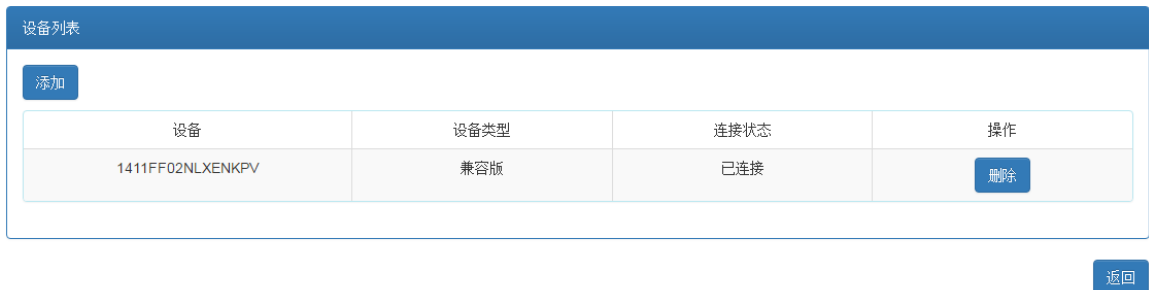 设备列表
添加
设备 设备类型 连接状态 操作
1411FF02NLXENKPV 兼容版 已连接 删除
返回